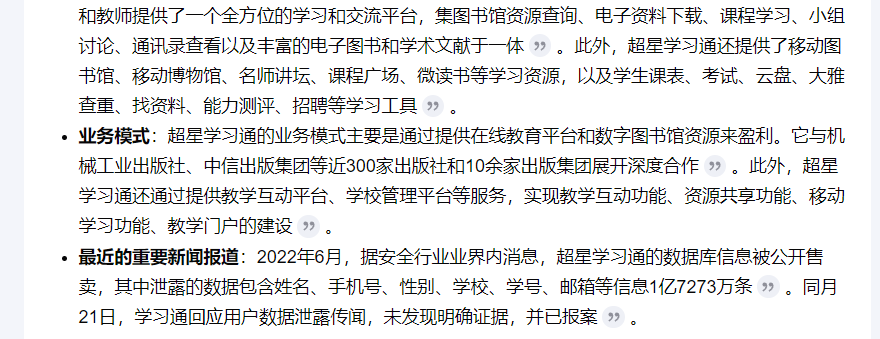 和教师提供了一个全方位的学习和交流平台，集图书馆资源查询、电子资料下载、课程学习、小组
讨论、通讯录查看以及丰富的电子图书和学术文献于一体 。此外，超星学习通还提供了移动图
书馆、移动博物馆、名师讲坛、课程广场、微读书等学习资源，以及学生课表、考试、云盘、大雅
查重、找资料、能力测评、招聘等学习工具 。
• 业务模式：超星学习通的业务模式主要是通过提供在线教育平台和数字图书馆资源来盈利。它与机
械工业出版社、中信出版集团等近300家出版社和10余家出版集团展开深度合作 。此外，超星
学习通还通过提供教学互动平台、学校管理平台等服务，实现教学互动功能、资源共享功能、移动
学习功能、教学门户的建设 。
• 最近的重要新闻报道：2022年6月，据安全行业业界内消息，超星学习通的数据库信息被公开售
卖，其中泄露的数据包含姓名、手机号、性别、学校、学号、邮箱等信息1亿7273万条 。同月
21日，学习通回应用户数据泄露传闻，未发现明确证据，并已报案 。